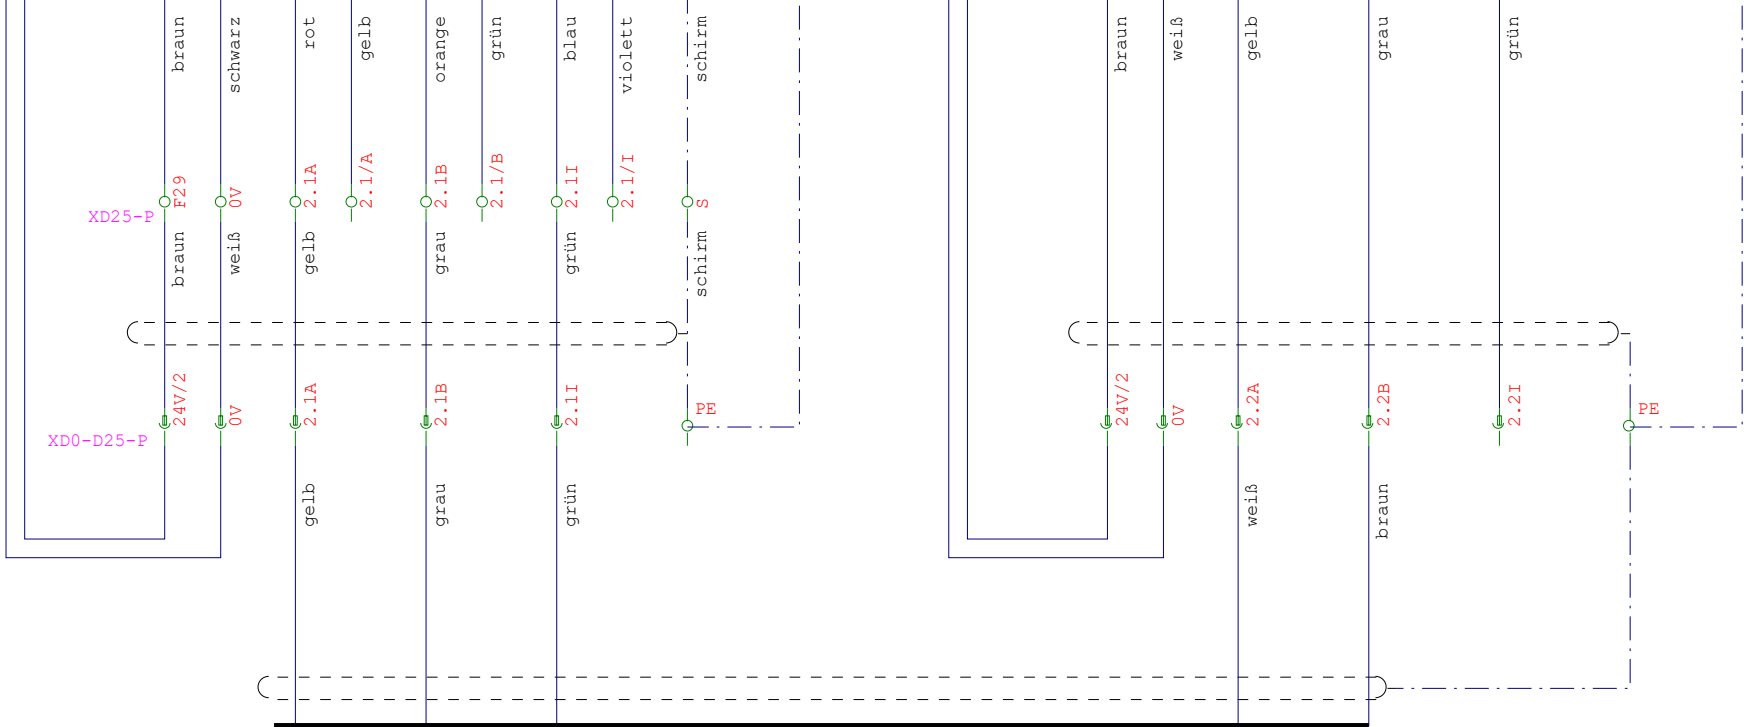 braun
schwarz
rot
gelb
orange
grün
blau
violett
schirm
braun
weiß
gelb
grau
grün
XD25-P
F29
0V
2.1A
2.1/A
2.1B
2.1/B
2.1I
2.1/I
S
braun
weiß
gelb
grau
grün
schirm
XD0-D25-P
24V/2
0V
2.1A
2.1B
2.1I
PE
24V/2
0V
2.2A
2.2B
2.2I
PE
gelb
grau
grün
weiß
braun